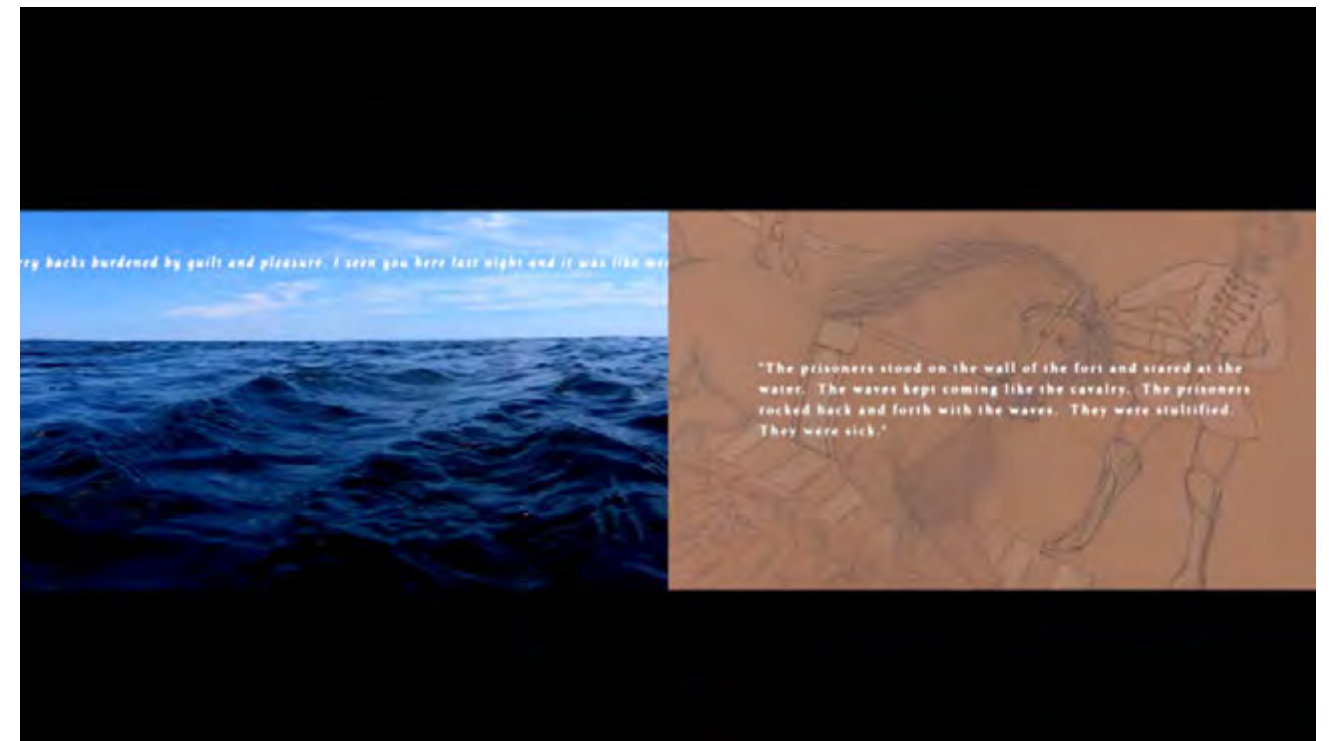 backs burdened by guilt and pleasure. I seen you here last night and it was like
"The prisoners stood on the wall of the fort and stared at the
water. The waves kept coming like the cavalry. The prisoners
rocked back and forth with the waves. They were stultified.
They were sick."